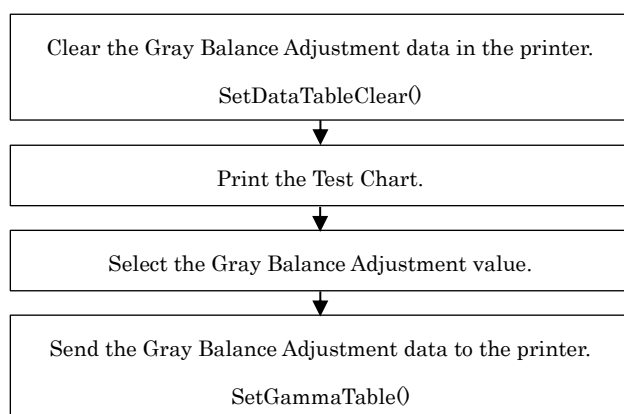 Clear the Gray Balance Adjustment data in the printer.
SetDataTableClear()
Print the Test Chart.
Select the Gray Balance Adjustment value.
Send the Gray Balance Adjustment data to the printer.
SetGammaTable()